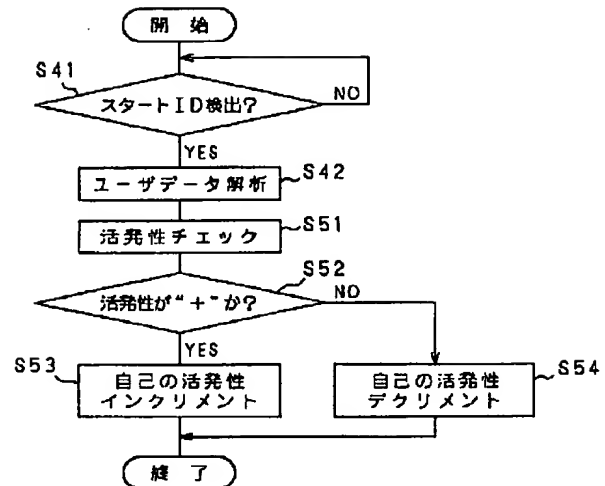 開始
S41
スタートID検出?
NO
YES
ユーザデータ解析
S42
活発性チェック
S51
S52
活発性が"+"か?
NO
YES
S53
自己の活発性
インクリメント
自己の活発性
デクリメント
S54
終了